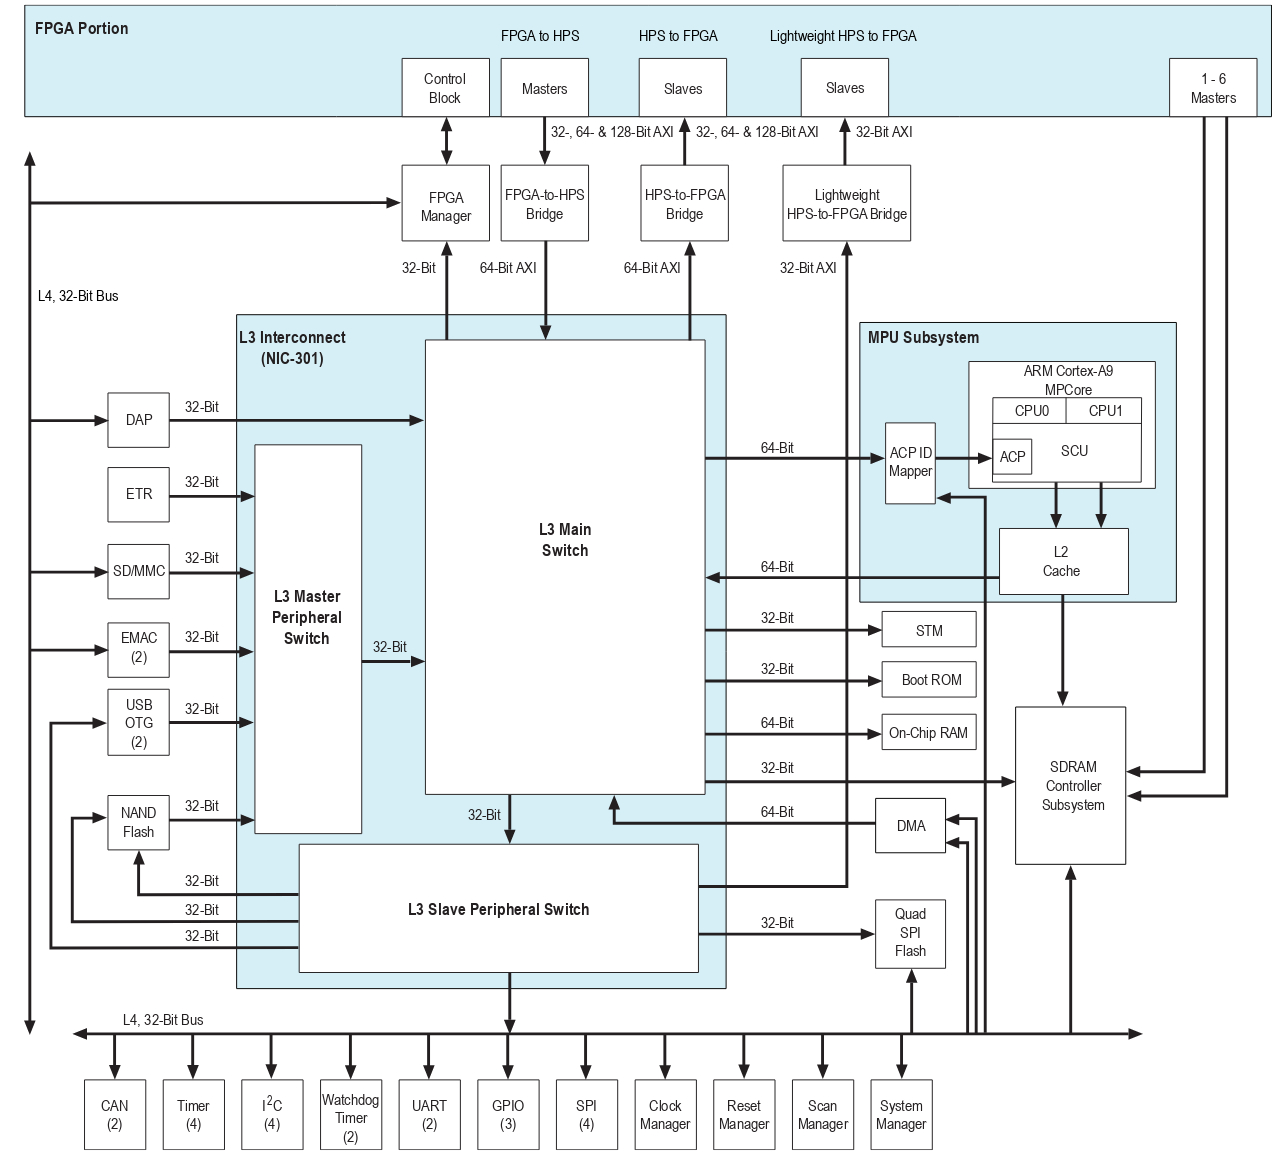 FPGA Portion
FPGA to HPS
HPS to FPGA
Lightweight HPS to FPGA
Control
Block
Masters
Slaves
Slaves
1 - 6
Masters
32-, 64- & 128-Bit AXI
32-, 64- & 128-Bit AXI
32-Bit AXI
FPGA
Manager
FPGA-to-HPS
Bridge
HPS-to-FPGA
Bridge
Lightweight
HPS-to-FPGA Bridge
32-Bit
64-Bit AXI
64-Bit AXI
32-Bit AXI
L4, 32-Bit Bus
L3 Interconnect
(NIC-301)
MPU Subsystem
ARM Cortex-A9
MPCore
CPU0
CPU1
ACP
SCU
ACP ID
Mapper
64-Bit
L2
Cache
64-Bit
DAP
32-Bit
ETR
32-Bit
SD/MMC
32-Bit
EMAC
(2)
32-Bit
USB
OTG
(2)
32-Bit
NAND
Flash
32-Bit
L3 Master
Peripheral
Switch
32-Bit
L3 Main
Switch
32-Bit
STM
32-Bit
Boot ROM
64-Bit
On-Chip RAM
32-Bit
SDRAM
Controller
Subsystem
64-Bit
DMA
32-Bit
L3 Slave Peripheral Switch
32-Bit
32-Bit
32-Bit
32-Bit
Quad
SPI
Flash
L4, 32-Bit Bus
CAN
(2)
Timer
(4)
I2C
(4)
Watchdog
Timer
(2)
UART
(2)
GPIO
(3)
SPI
(4)
Clock
Manager
Reset
Manager
Scan
Manager
System
Manager